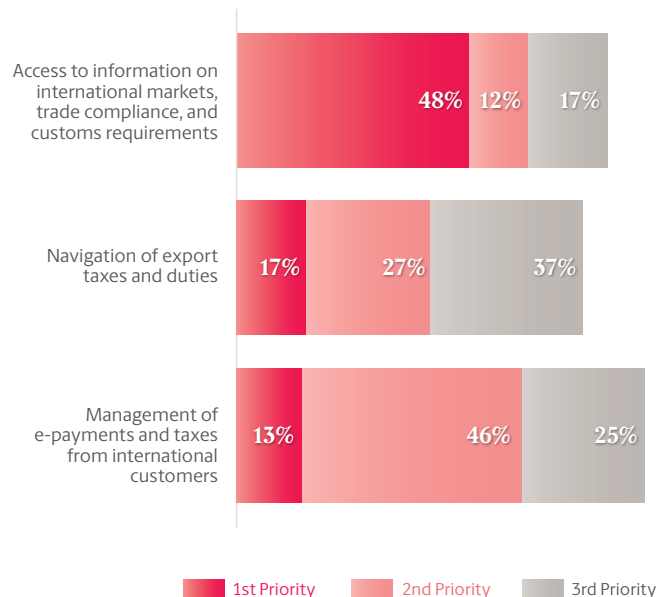 Access to information on
international markets,
trade compliance, and
customs requirements
48% 12% 17%
Navigation of export
taxes and duties
17% 27% 37%
Management of
e-payments and taxes
from international
customers
13% 46% 25%
1st Priority 2nd Priority 3rd Priority